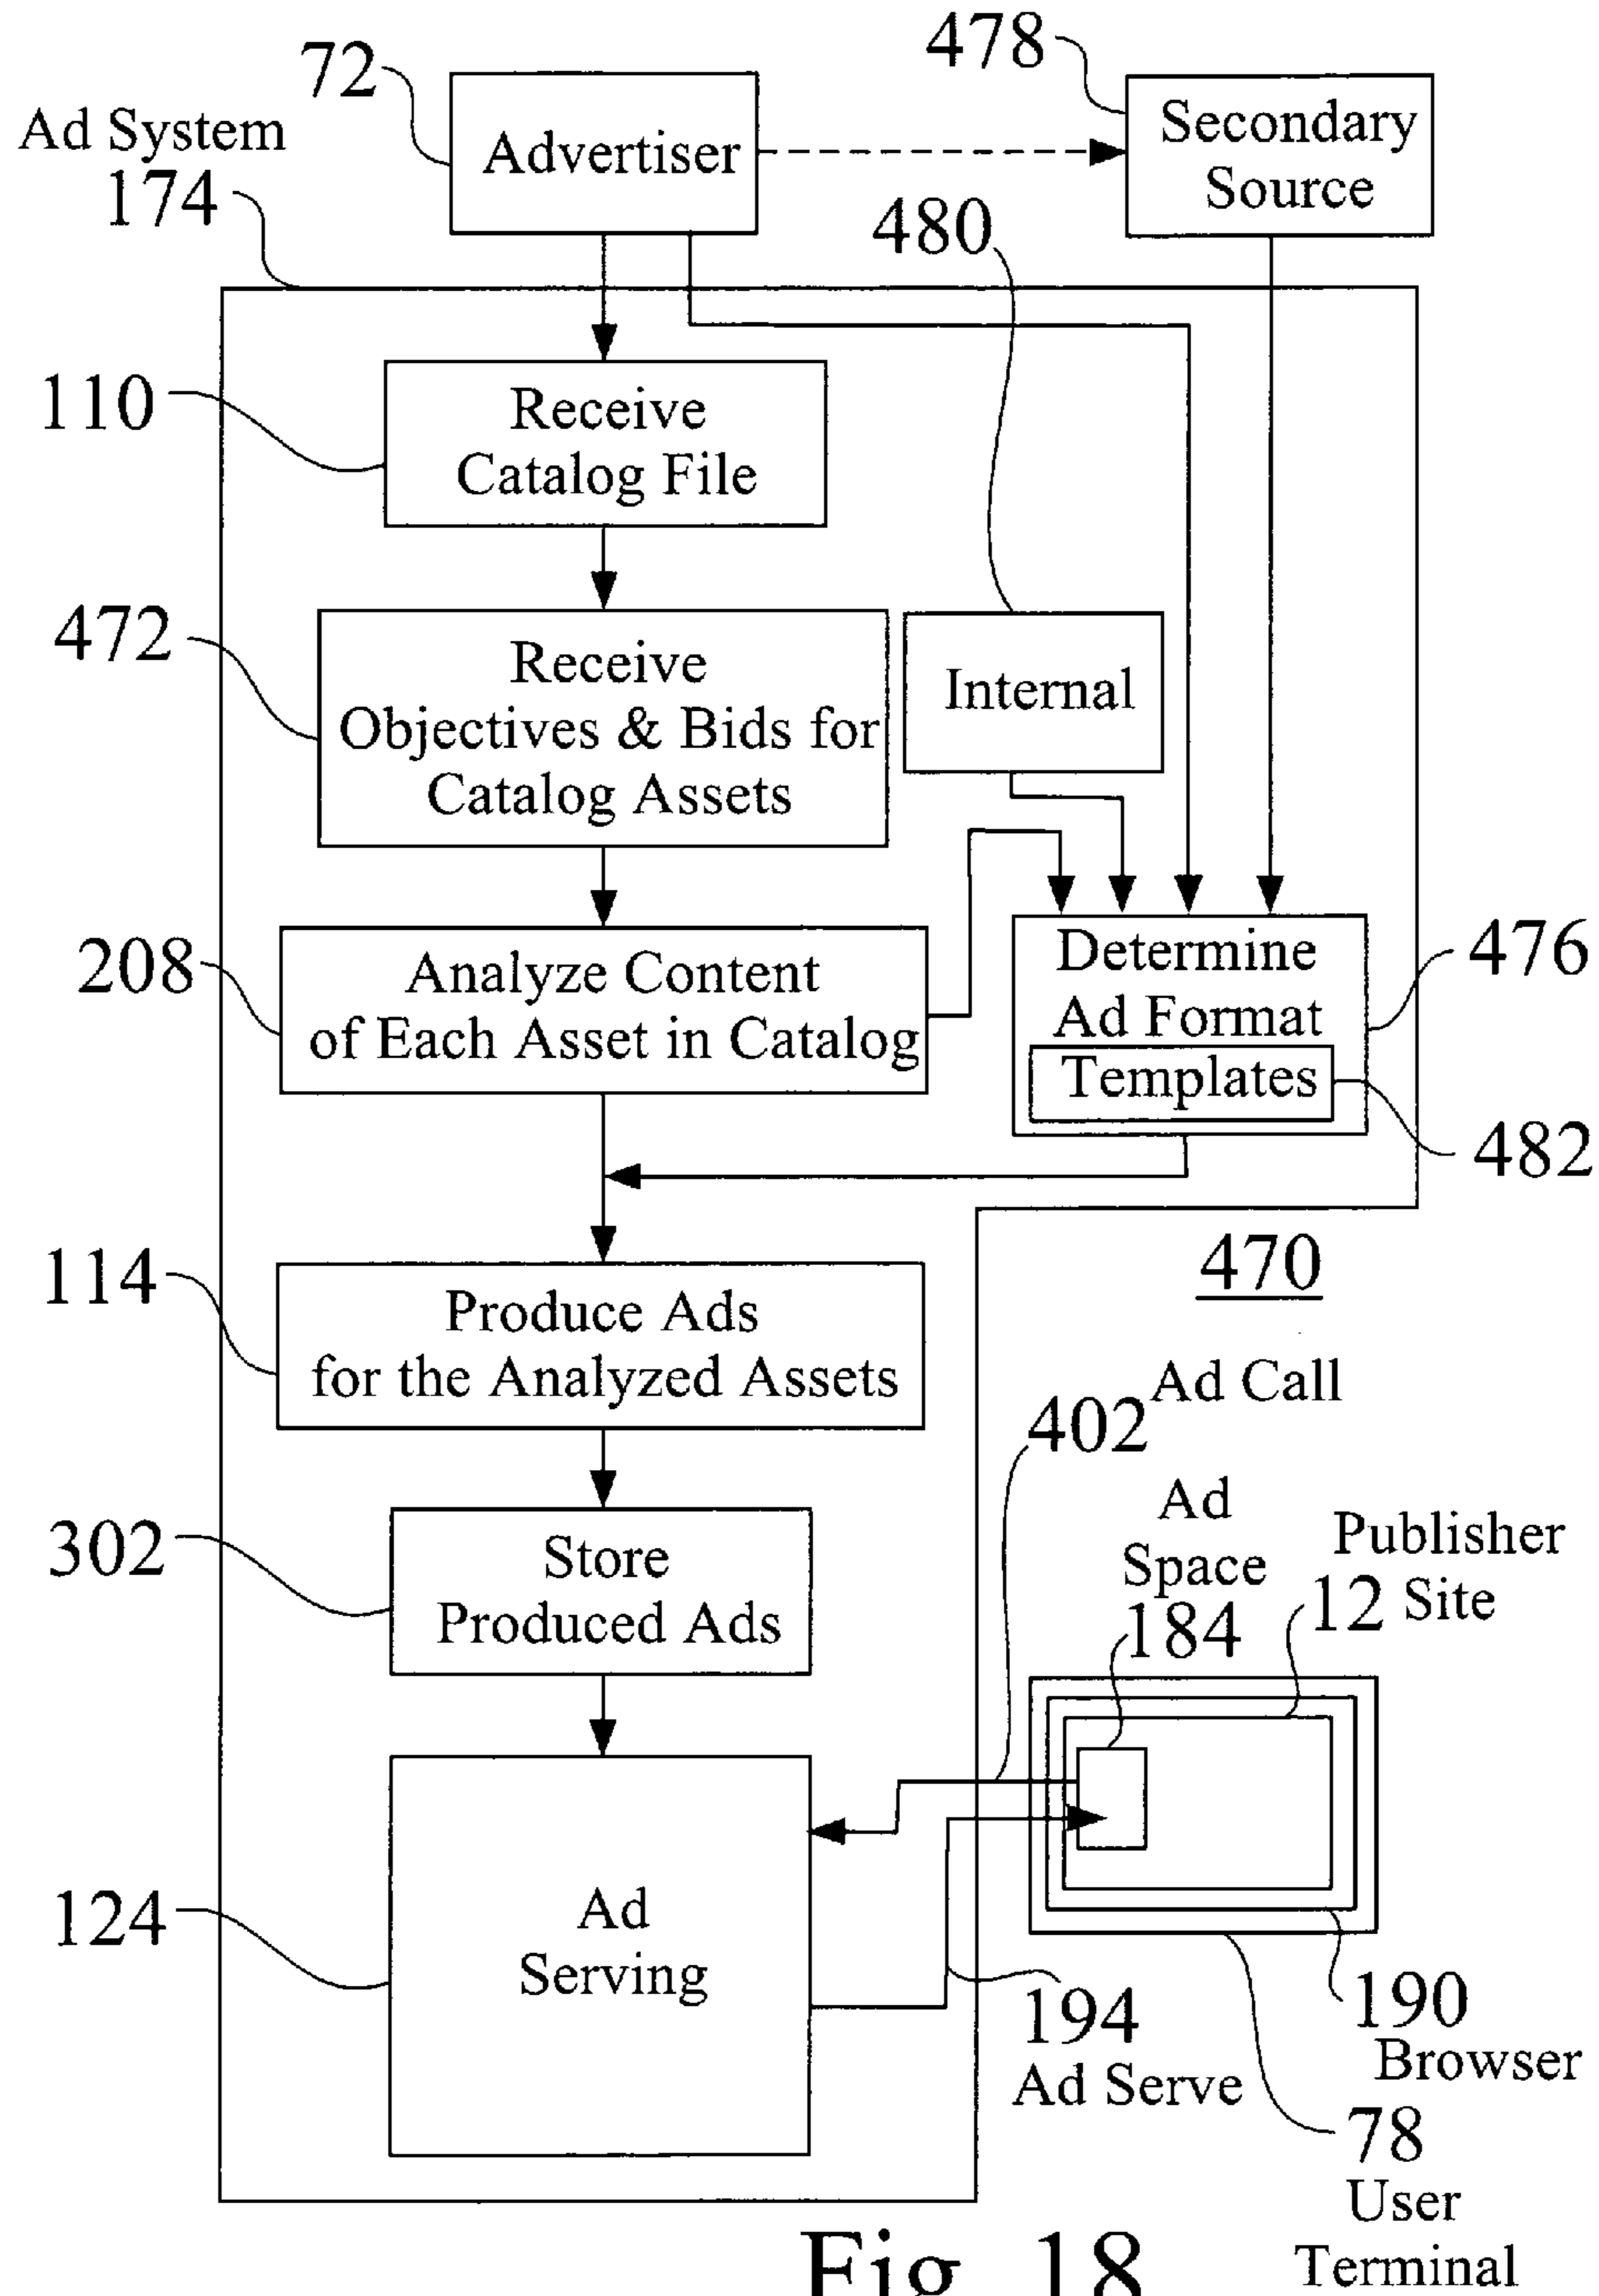 478
72
Ad System
174
Advertiser
Secondary
Source
480
110
Receive
Catalog File
472
Receive
Objectives & Bids for
Catalog Assets
Internal
208
Analyze Content
of Each Asset in Catalog
Determine
Ad Format
Templates
476
482
470
114
Produce Ads
for the Analyzed Assets
Ad Call
402
302
Store
Produced Ads
Ad
Space
184
Publisher
12 Site
124
Ad
Serving
194
Ad Serve
190
Browser
78
User
Terminal
Fig. 18